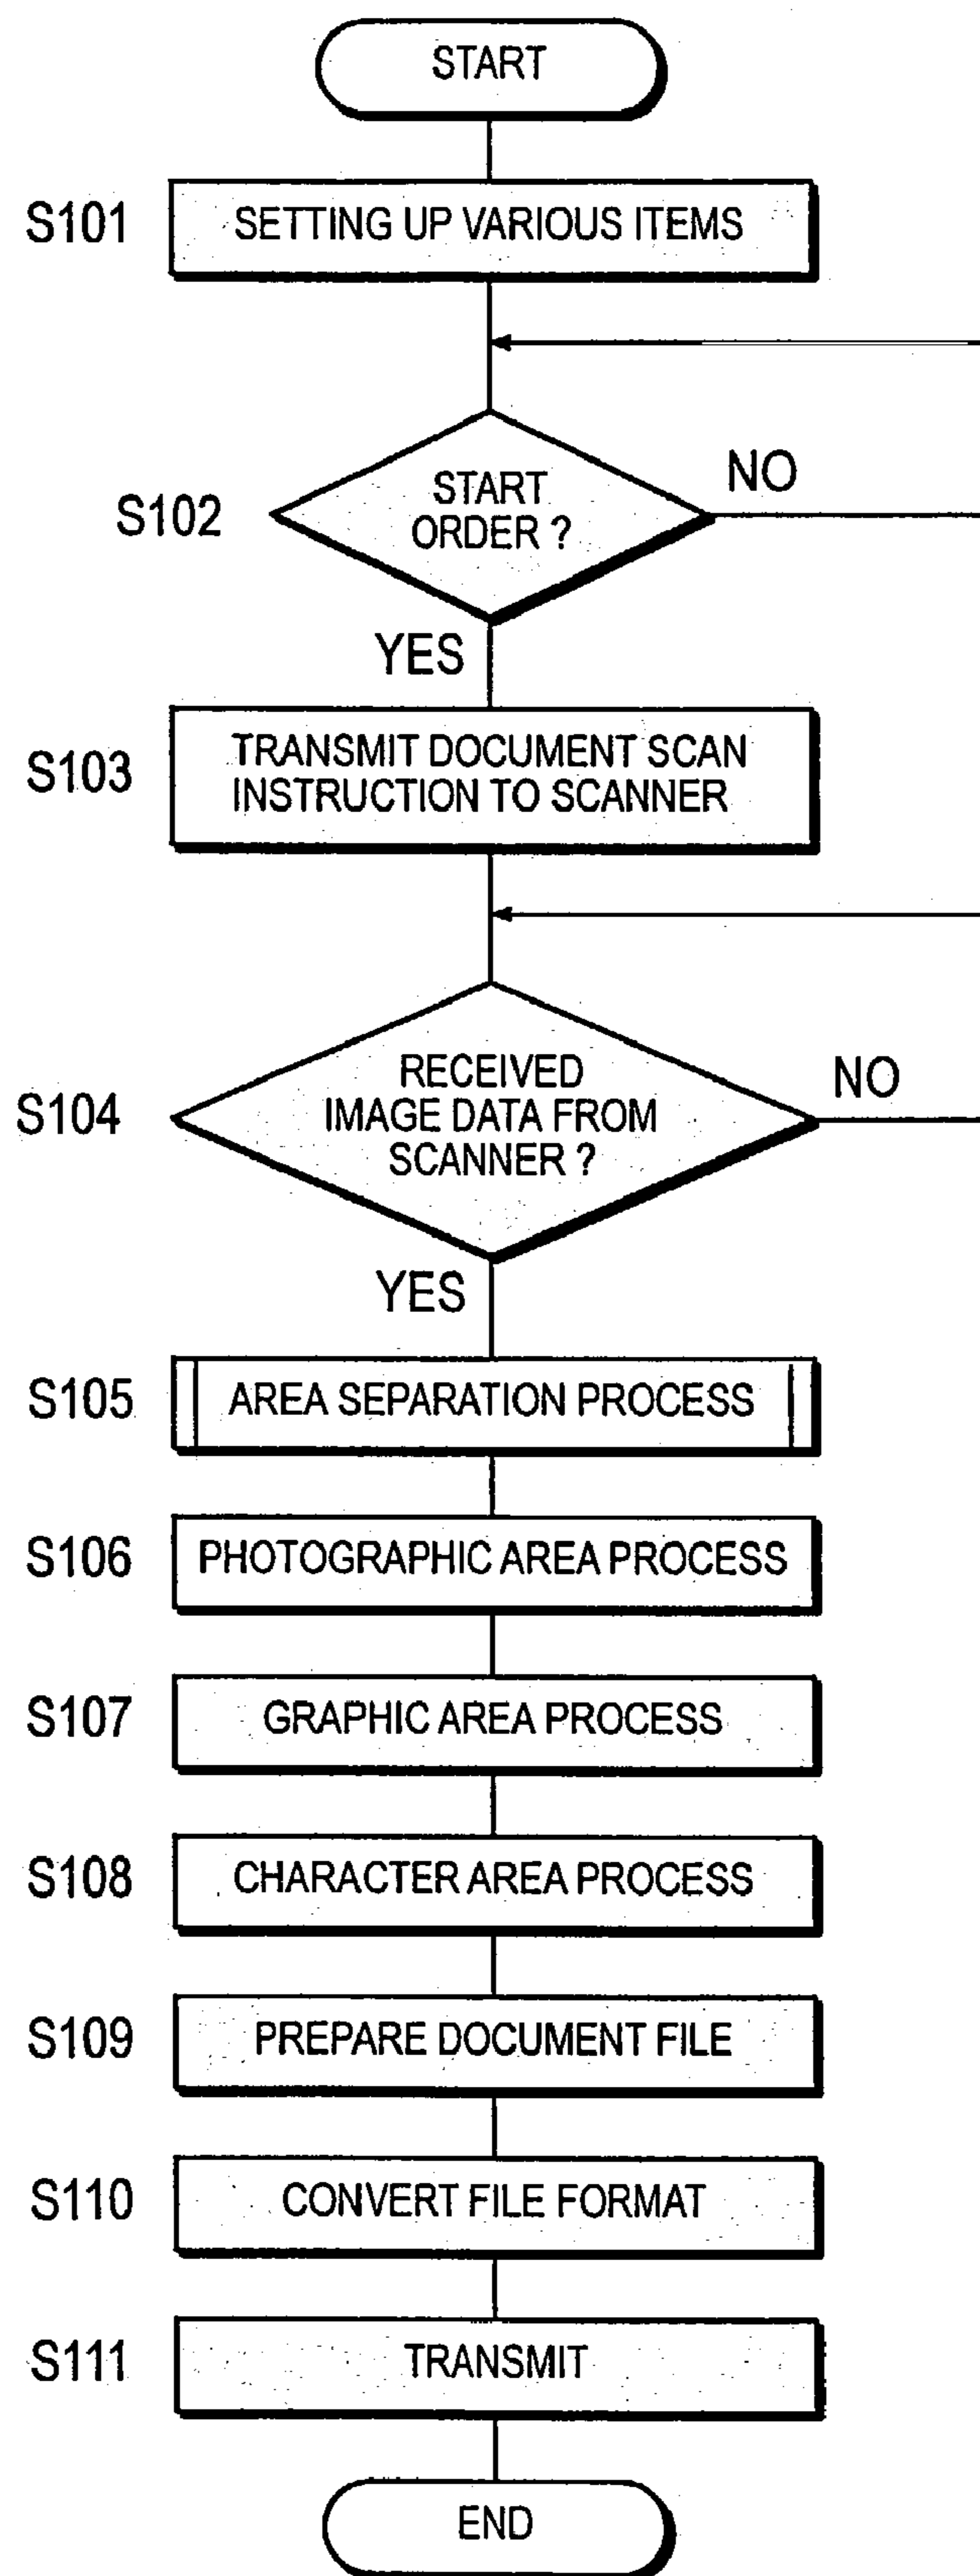 START
S101
SETTING UP VARIOUS ITEMS
S102
START
ORDER ?
NO
YES
S103
TRANSMIT DOCUMENT SCAN
INSTRUCTION TO SCANNER
S104
RECEIVED
IMAGE DATA FROM
SCANNER ?
NO
YES
S105
AREA SEPARATION PROCESS
S106
PHOTOGRAPHIC AREA PROCESS
S107
GRAPHIC AREA PROCESS
S108
CHARACTER AREA PROCESS
S109
PREPARE DOCUMENT FILE
S110
CONVERT FILE FORMAT
S111
TRANSMIT
END